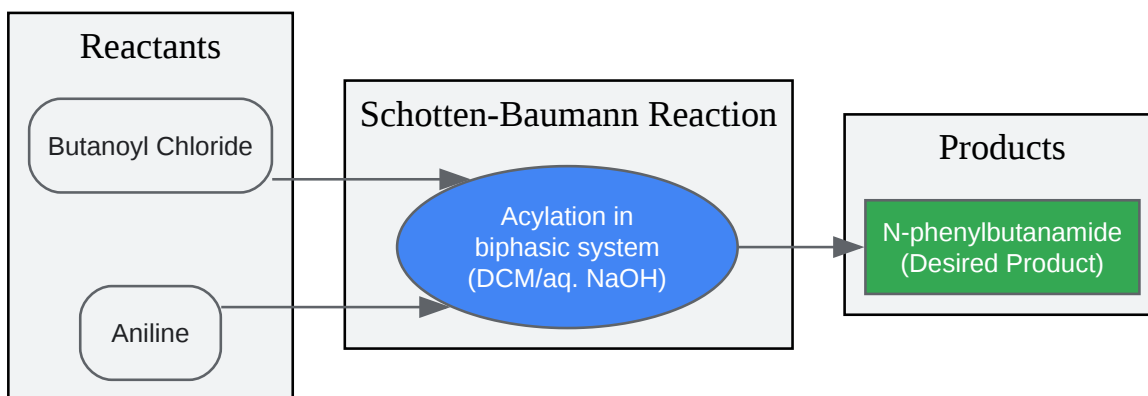 Reactants
Butanoyl Chloride
Aniline
Schotten-Baumann Reaction
Acylation in
biphasic system
(DCM/aq. NaOH)
Products
N-phenylbutanamide
(Desired Product)